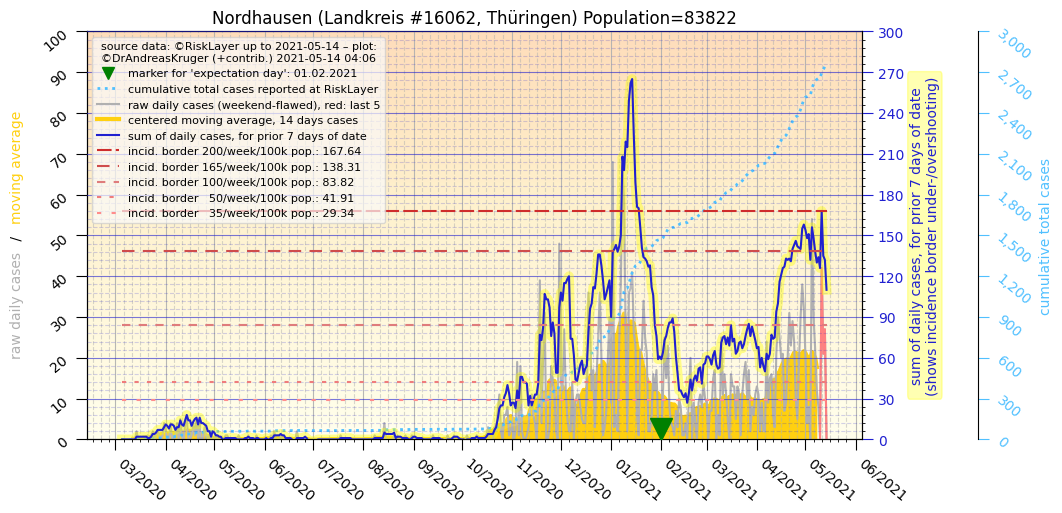 Nordhausen (Landkreis #16062, Thüringen) Population=83822
source data: ©RiskLayer up to 2021-05-14 – plot:
©DrAndreasKruger (+contrib.) 2021-05-14 04:06
marker for 'expectation day': 01.02.2021
cumulative total cases reported at RiskLayer
raw daily cases (weekend-flawed), red: last 5
centered moving average, 14 days cases
sum of daily cases, for prior 7 days of date
incid. border 200/week/100k pop.: 167.64
incid. border 165/week/100k pop.: 138.31
incid. border 100/week/100k pop.: 83.82
incid. border 50/week/100k pop.: 41.91
incid. border 35/week/100k pop.: 29.34
raw daily cases / moving average
100
90
80
70
60
50
40
30
20
10
0
03/2020
04/2020
05/2020
06/2020
07/2020
08/2020
09/2020
10/2020
11/2020
12/2020
01/2021
02/2021
03/2021
04/2021
05/2021
06/2021
300
270
240
210
180
150
120
90
60
30
0
sum of daily cases, for prior 7 days of date
(shows incidence border under-/overshooting)
3,000
2,700
2,400
2,100
1,800
1,500
1,200
900
600
300
0
cumulative total cases